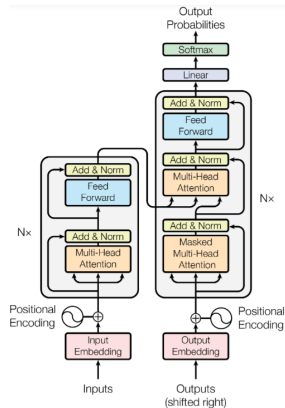 Output
Probabilities
Softmax
Linear
Add & Norm
Feed
Forward
Add & Norm
Multi-Head
Attention
Add & Norm
Masked
Multi-Head
Attention
N×
Add & Norm
Feed
Forward
Add & Norm
Multi-Head
Attention
N×
Positional
Encoding
Positional
Encoding
Input
Embedding
Output
Embedding
Inputs
Outputs
(shifted right)